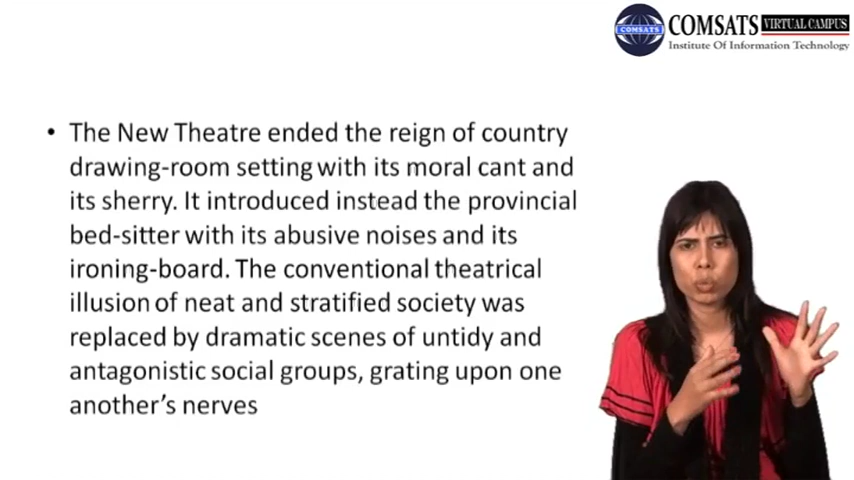 COMSATS VIRTUAL CAMPUS
COMSATS
Institute Of Information Technology
• The New Theatre ended the reign of country
drawing-room setting with its moral cant and
its sherry. It introduced instead the provincial
bed-sitter with its abusive noises and its
ironing-board. The conventional theatrical
illusion of neat and stratified society was
replaced by dramatic scenes of untidy and
antagonistic social groups, grating upon one
another’s nerves